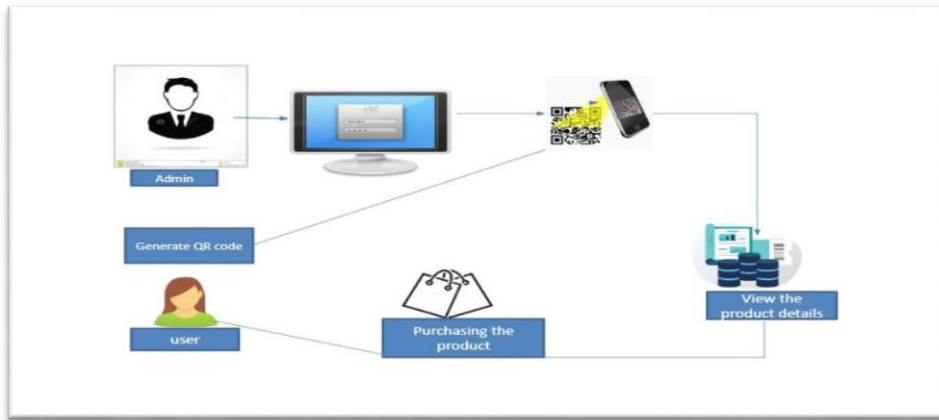 Admin
Generate QR code
user
Purchasing the
product
View the
product details